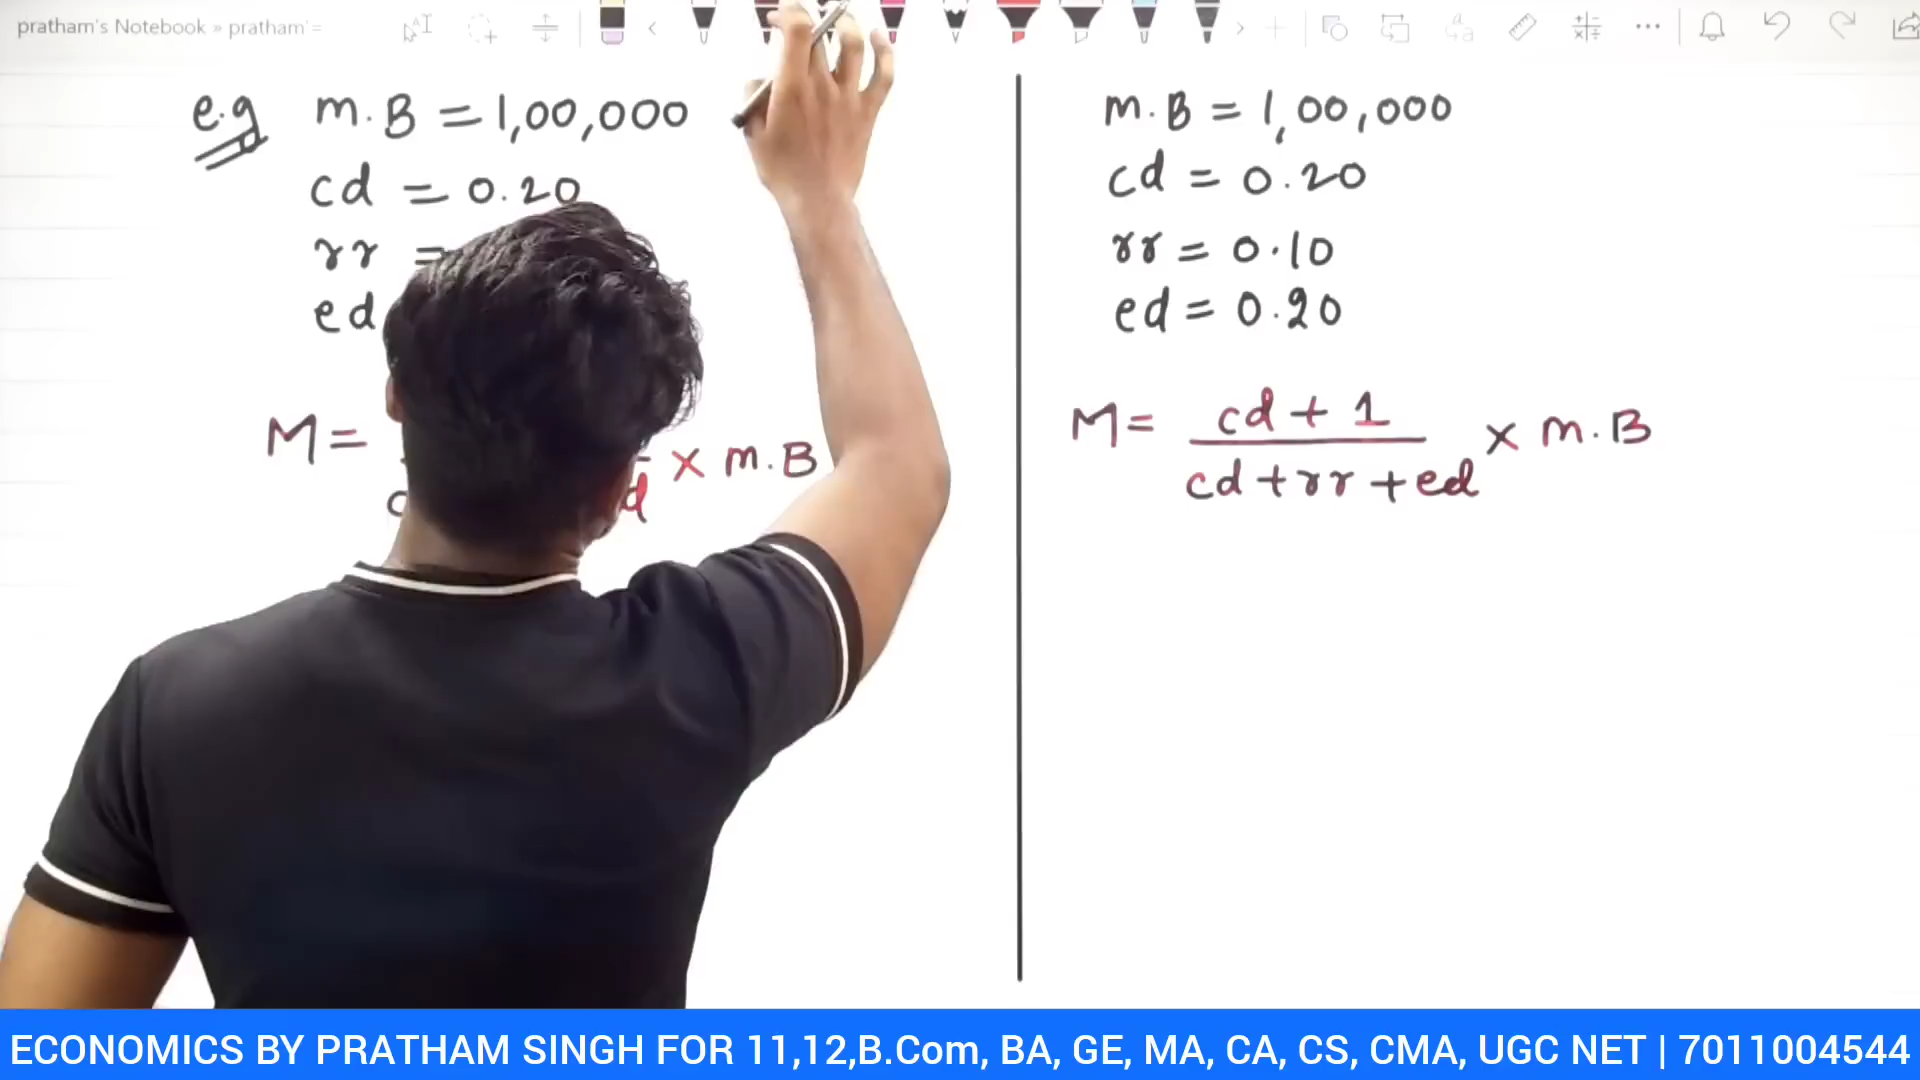 pratham's Notebook » pratham'
e.g m.B = 1,00,000
cd = 0.20
rr =
ed
M =
× m.B
m.B = 1,00,000
cd = 0.20
rr = 0.10
ed = 0.20
M = cd + 1
cd + rr + ed × m.B
ECONOMICS BY PRATHAM SINGH FOR 11,12,B.Com, BA, GE, MA, CA, CS, CMA, UGC NET | 7011004544